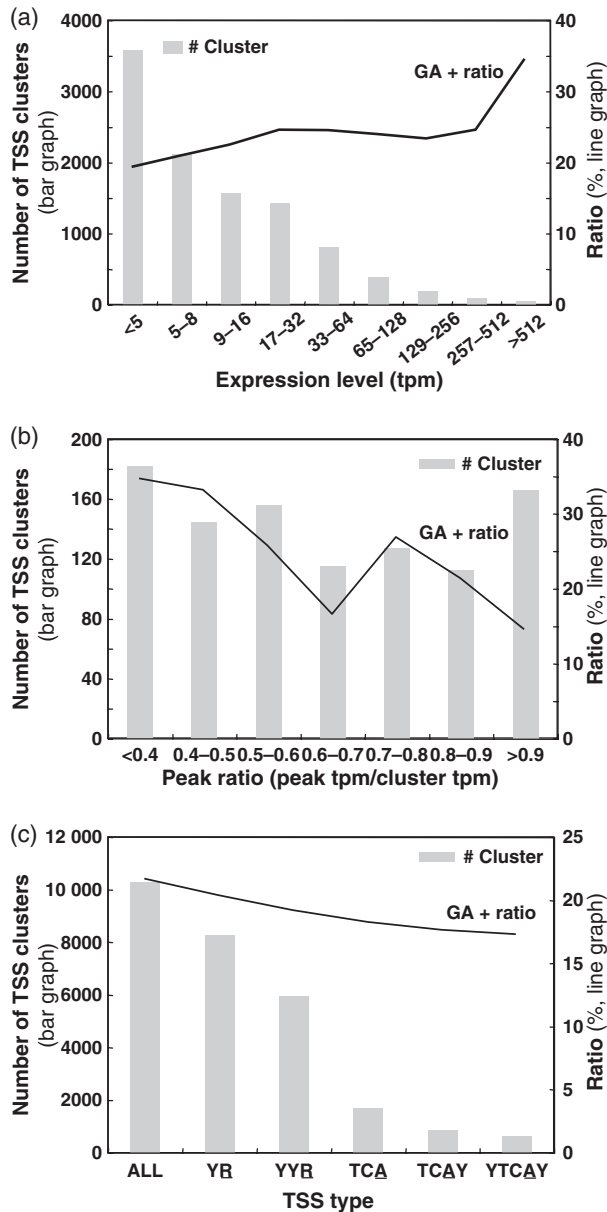 (a)
# Cluster
GA + ratio
Number of TSS clusters
(bar graph)
4000
3000
2000
1000
0
40
30
20
10
0
Ratio (%, line graph)
<5
5–8
9–16
17–32
33–64
65–128
129–256
257–512
>512
Expression level (tpm)
(b)
# Cluster
GA + ratio
Number of TSS clusters
(bar graph)
200
160
120
80
40
0
40
30
20
10
0
Ratio (%, line graph)
<0.4 0.4–0.5 0.5–0.6 0.6–0.7 0.7–0.8 0.8–0.9 >0.9
Peak ratio (peak tpm/cluster tpm)
(c)
# Cluster
GA + ratio
Number of TSS clusters
(bar graph)
12 000
10 000
8000
6000
4000
2000
0
25
20
15
10
5
0
Ratio (%, line graph)
ALL YR YYR TCA TCAY YTCAY
TSS type